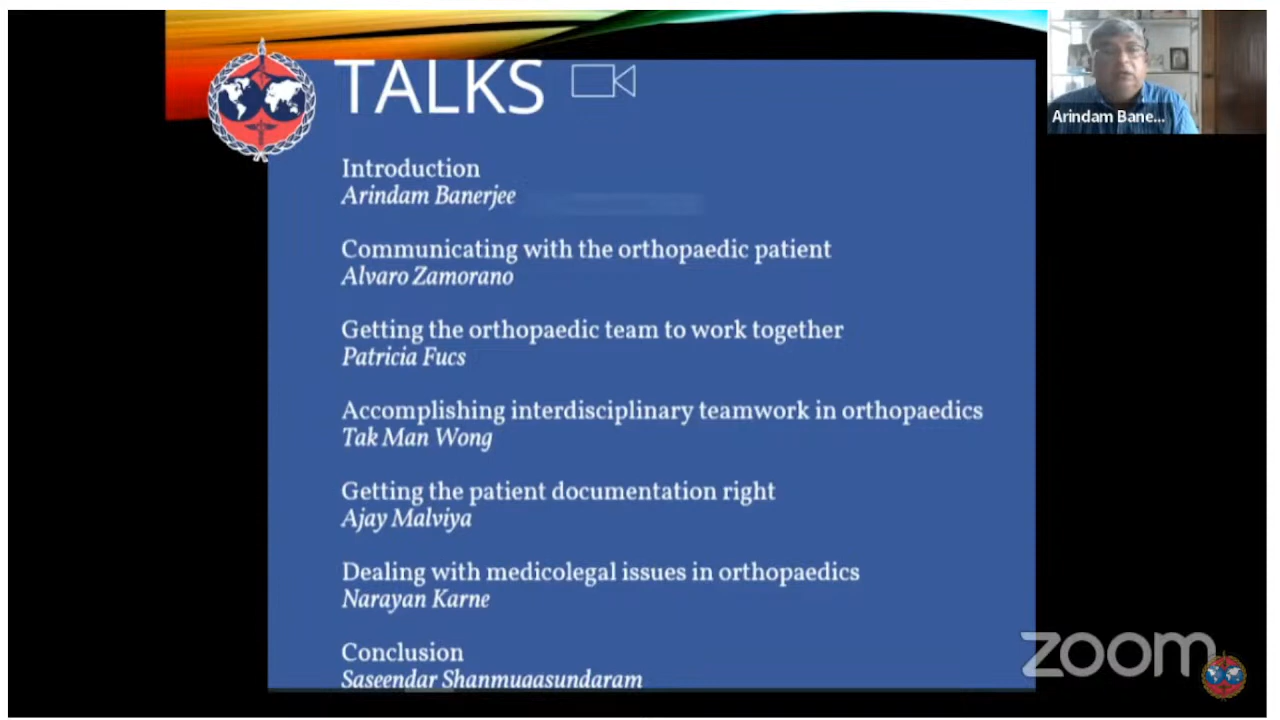 TALKS
Arindam Bane...
Introduction
Arindam Banerjee
Communicating with the orthopaedic patient
Alvaro Zamorano
Getting the orthopaedic team to work together
Patricia Fucs
Accomplishing interdisciplinary teamwork in orthopaedics
Tak Man Wong
Getting the patient documentation right
Ajay Malviya
Dealing with medicolegal issues in orthopaedics
Narayan Karne
Conclusion
Saseendar Shanmugasundaram
zoom